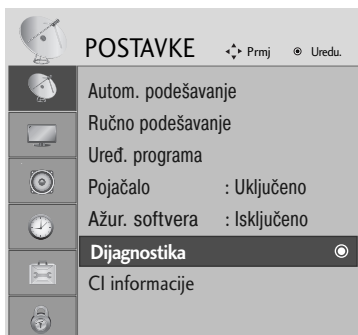 POSTAVKE Prmj Uredu.
Autom. podešavanje
Ručno podešavanje
Uređ. programa
Pojačalo : Uključeno
Ažur. softvera : Isključeno
Dijagnostika
CI informacije